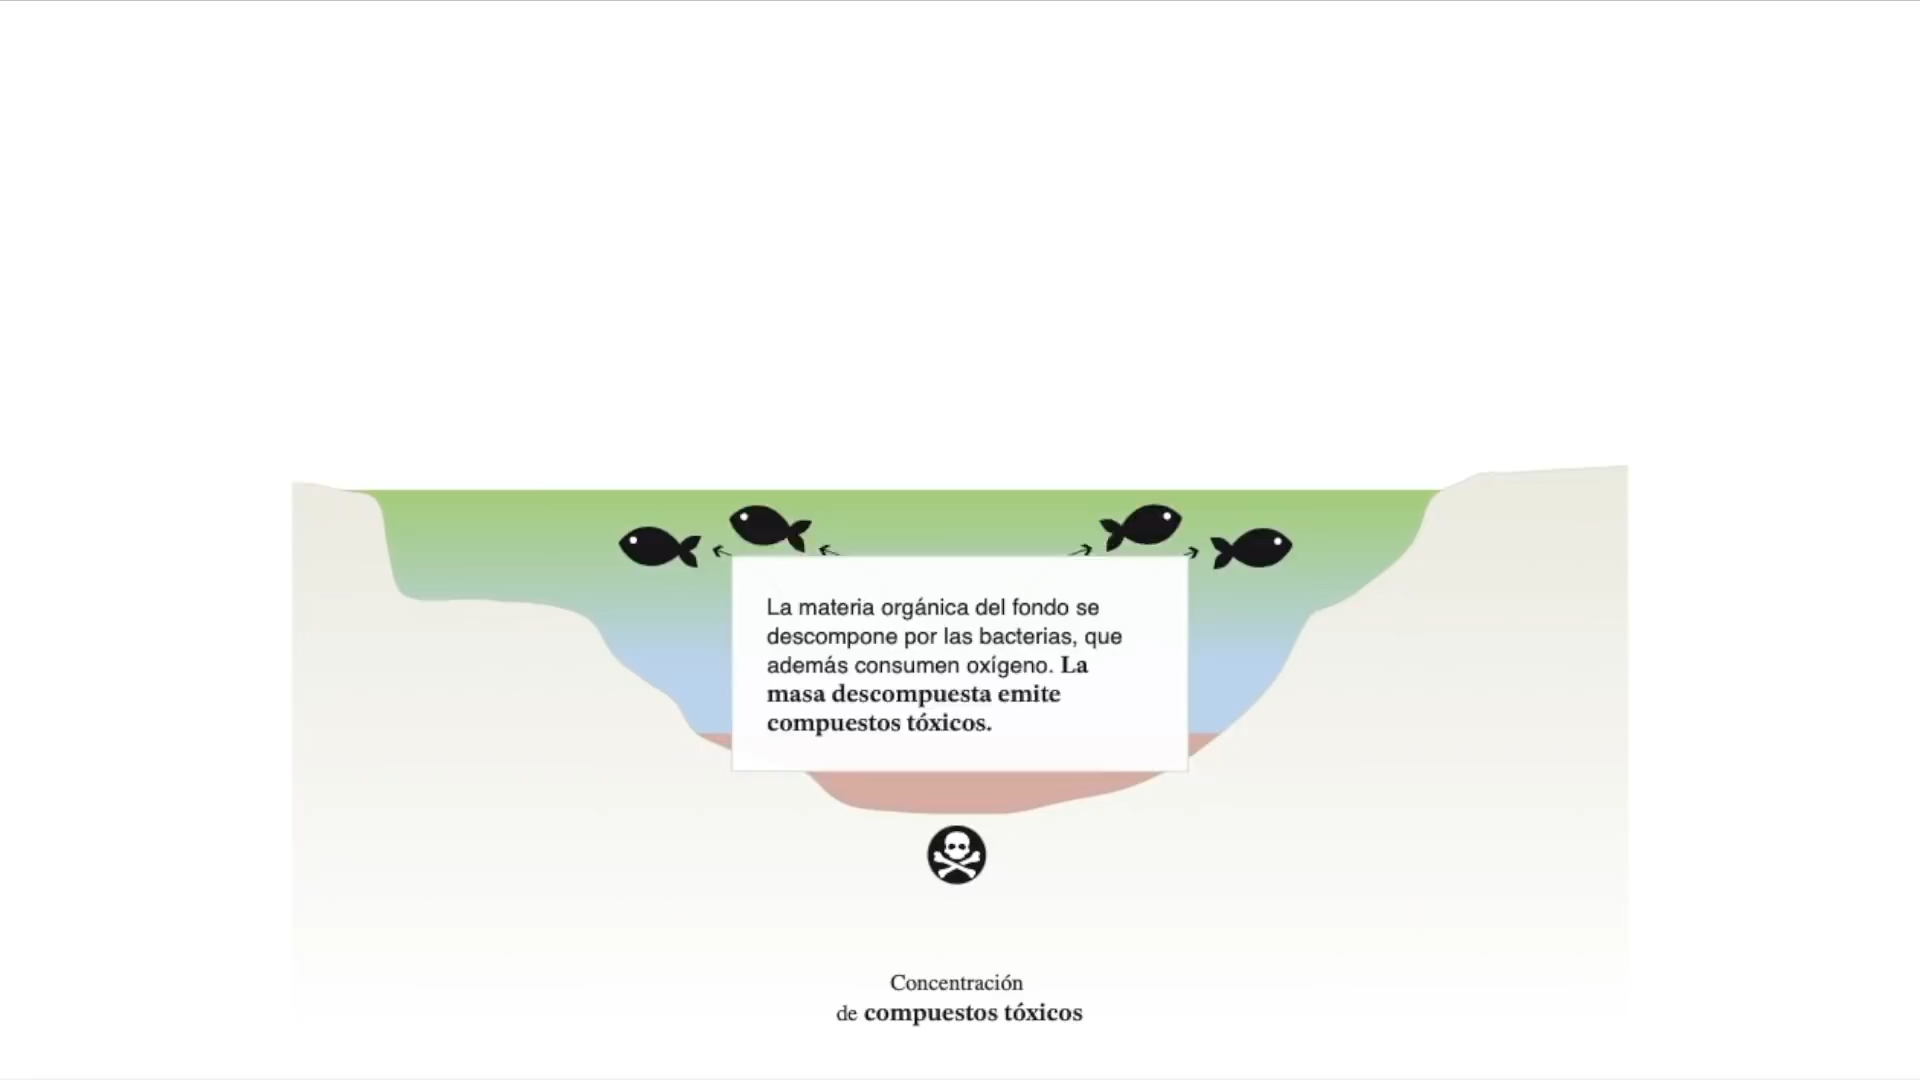 La materia orgánica del fondo se
descompone por las bacterias, que
además consumen oxígeno. La
masa descompuesta emite
compuestos tóxicos.
Concentración
de compuestos tóxicos